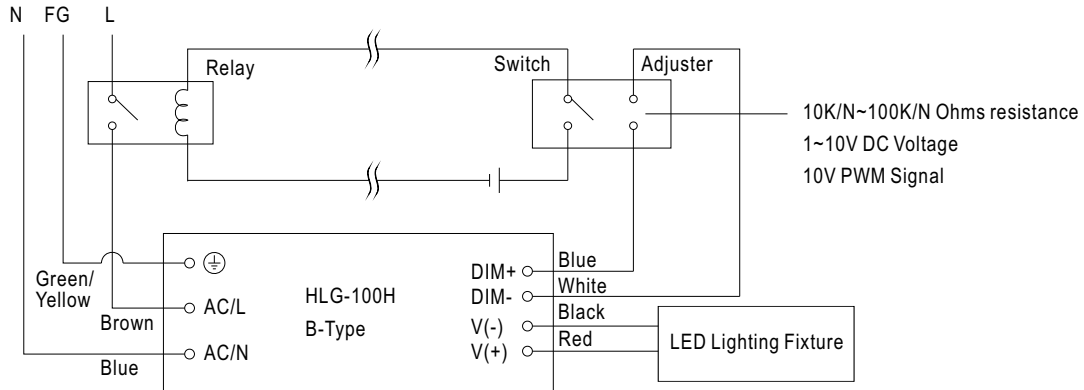 N FG L
Relay
Switch
Adjuster
10K/N~100K/N Ohms resistance
1~10V DC Voltage
10V PWM Signal
Green/
Yellow
Brown
Blue
AC/L
AC/N
HLG-100H
B-Type
DIM+
DIM-
V(-)
V(+)
Blue
White
Black
Red
LED Lighting Fixture